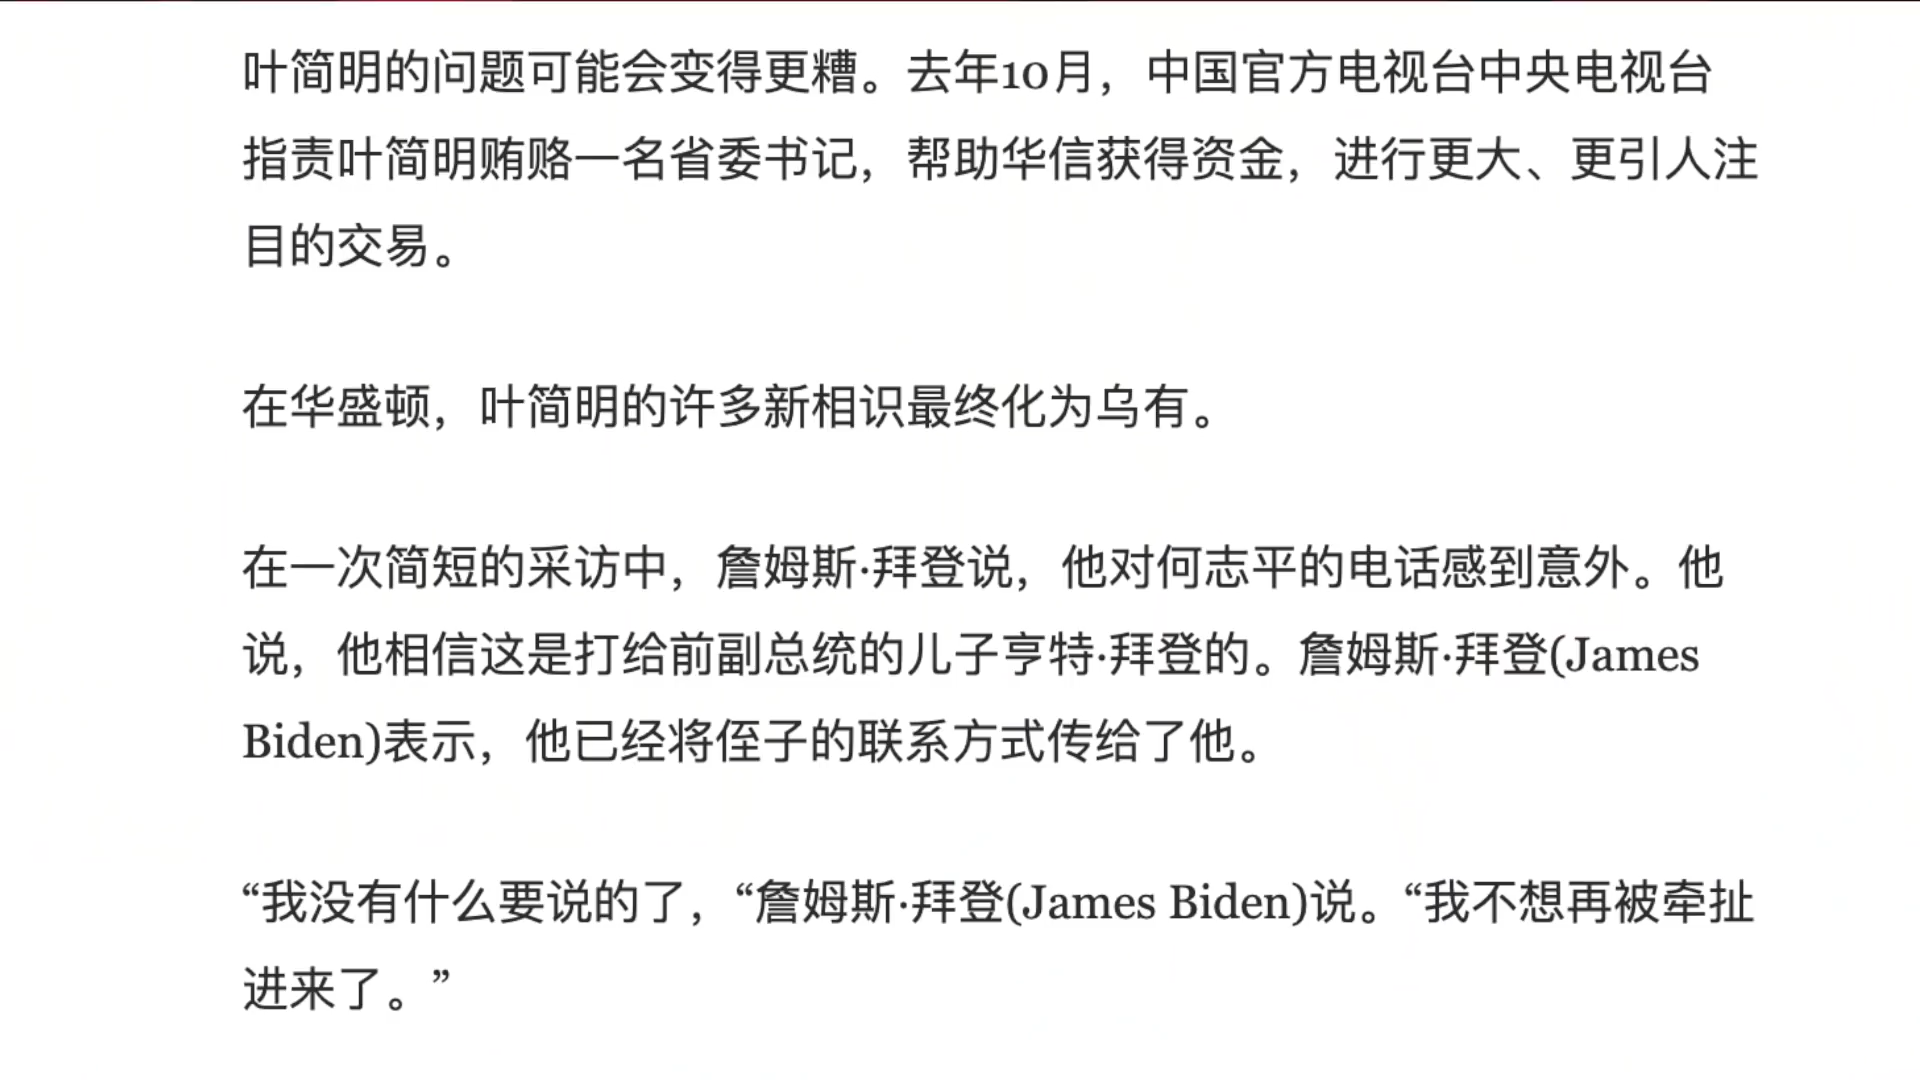 叶简明的问题可能会变得更糟。去年10月，中国官方电视台中央电视台
指责叶简明贿赂一名省委书记，帮助华信获得资金，进行更大、更引人注
目的交易。
在华盛顿，叶简明的许多新相识最终化为乌有。
在一次简短的采访中，詹姆斯·拜登说，他对何志平的电话感到意外。他
说，他相信这是打给前副总统的儿子亨特·拜登的。詹姆斯·拜登(James
Biden)表示，他已经将侄子的联系方式传给了他。
“我没有什么要说的了，“詹姆斯·拜登(James Biden)说。“我不想再被牵扯
进来了。”